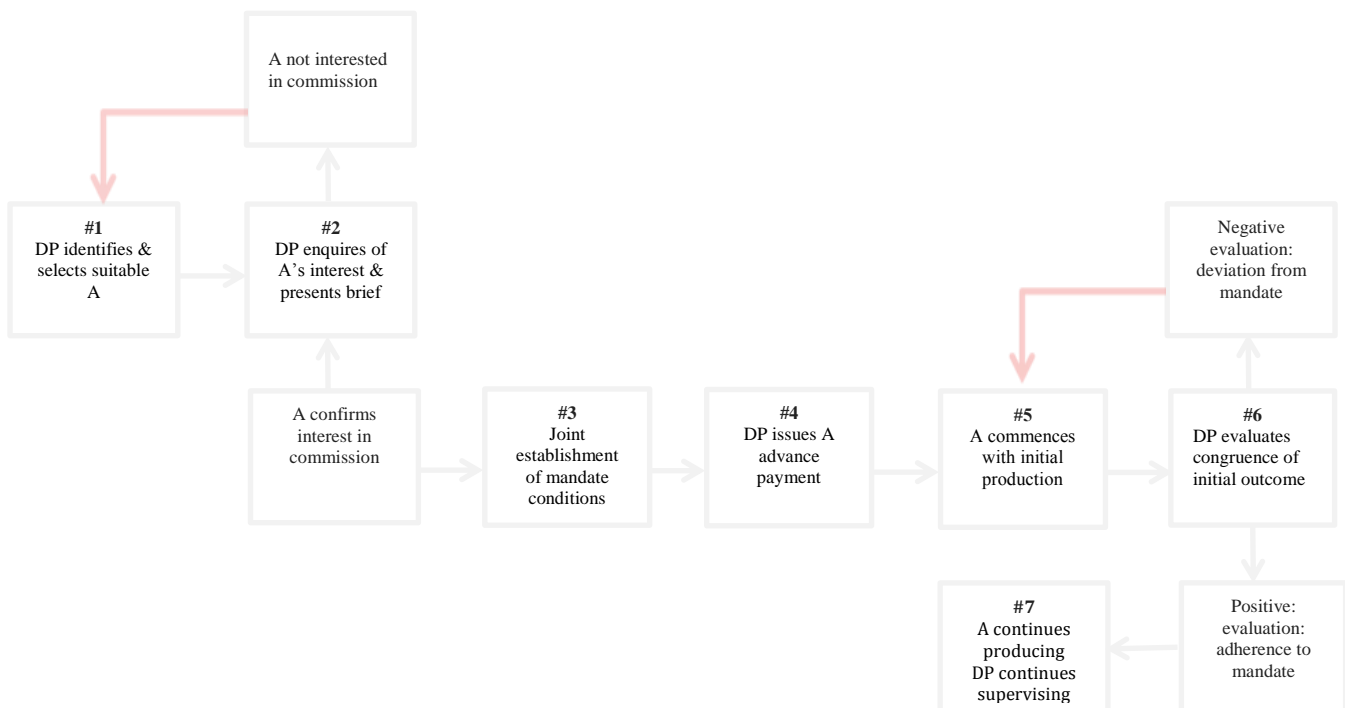 A not interested
in commission
#1
DP identifies &
selects suitable
A
#2
DP enquires of
A’s interest &
presents brief
Negative
evaluation:
deviation from
mandate
A confirms
interest in
commission
#3
Joint
establishment
of mandate
conditions
#4
DP issues A
advance
payment
#5
A commences
with initial
production
#6
DP evaluates
congruence of
initial outcome
#7
A continues
producing
DP continues
supervising
Positive:
evaluation:
adherence to
mandate